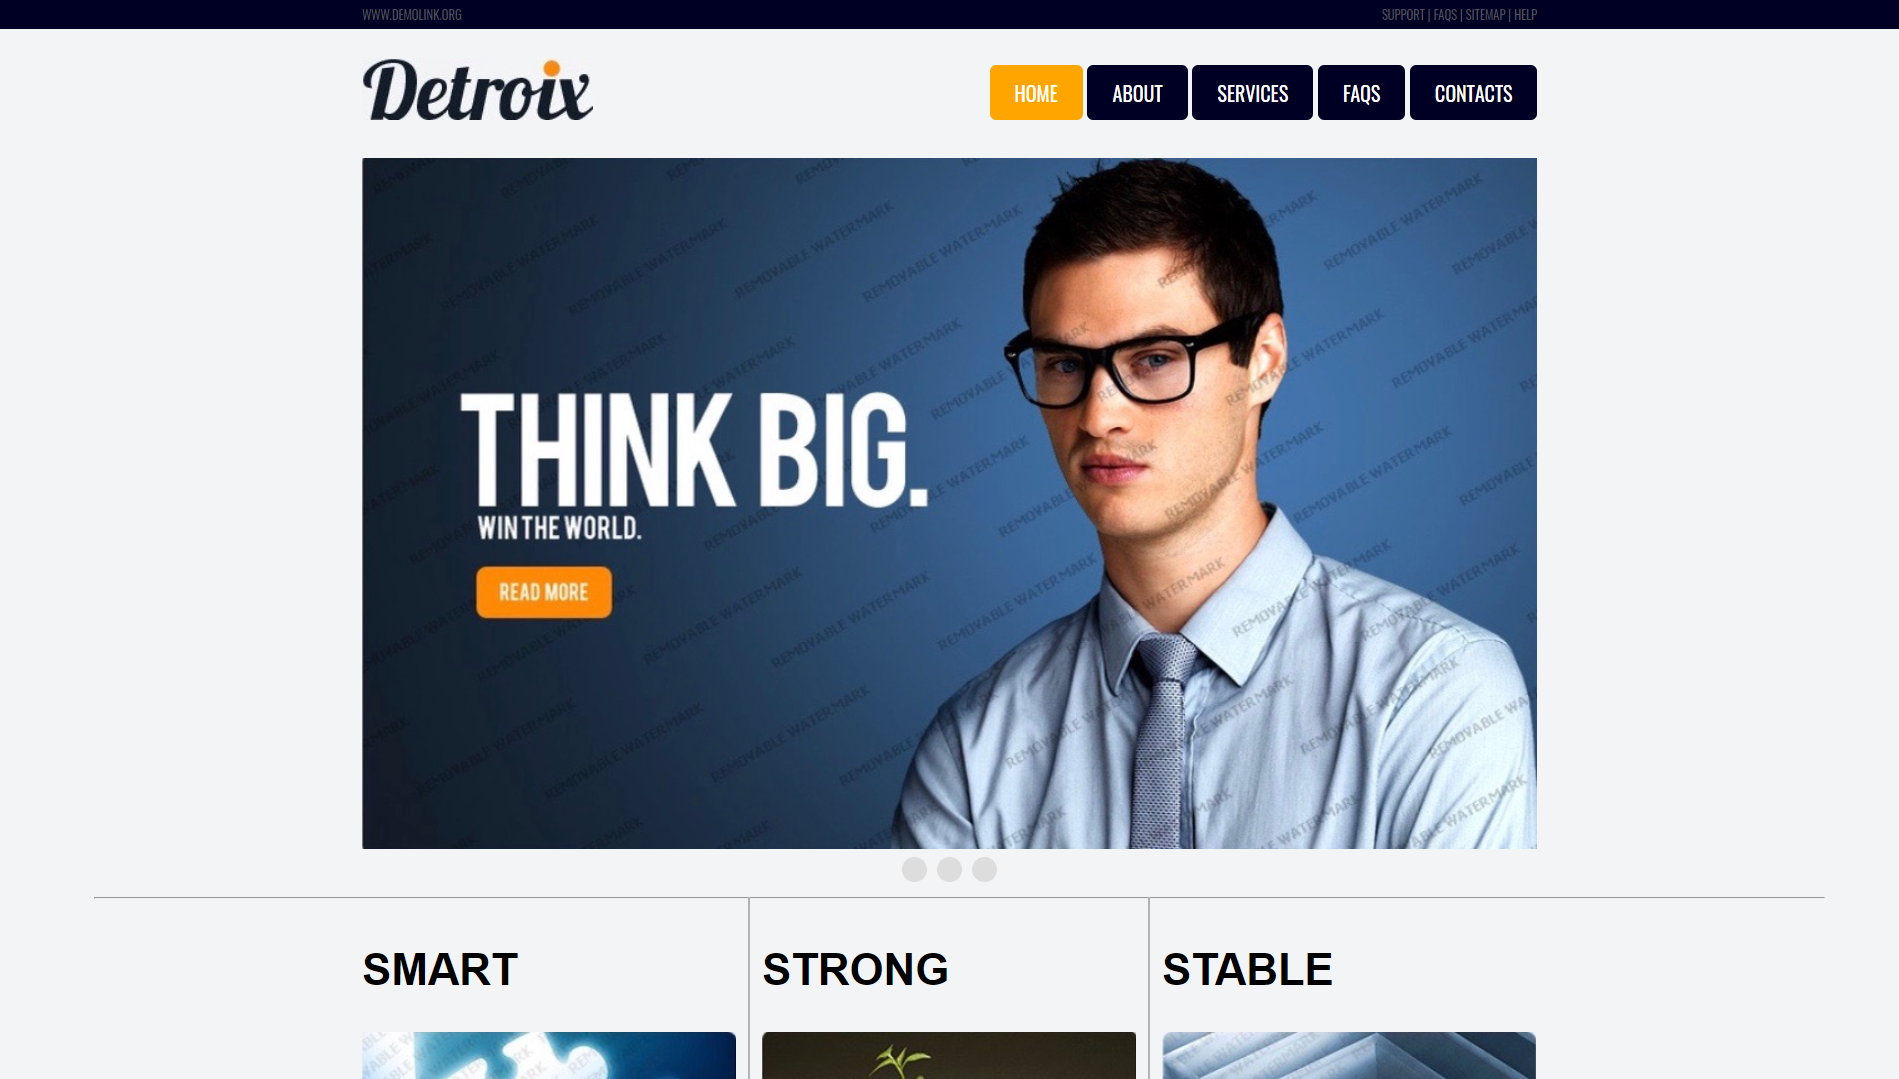 WWW.DEMOLINK.ORG
SUPPORT | FAQS | SITEMAP | HELP
Detroix
HOME
ABOUT
SERVICES
FAQS
CONTACTS
REMOVABLE WATERMARK
THINK BIG.
WIN THE WORLD.
READ MORE
SMART
STRONG
STABLE